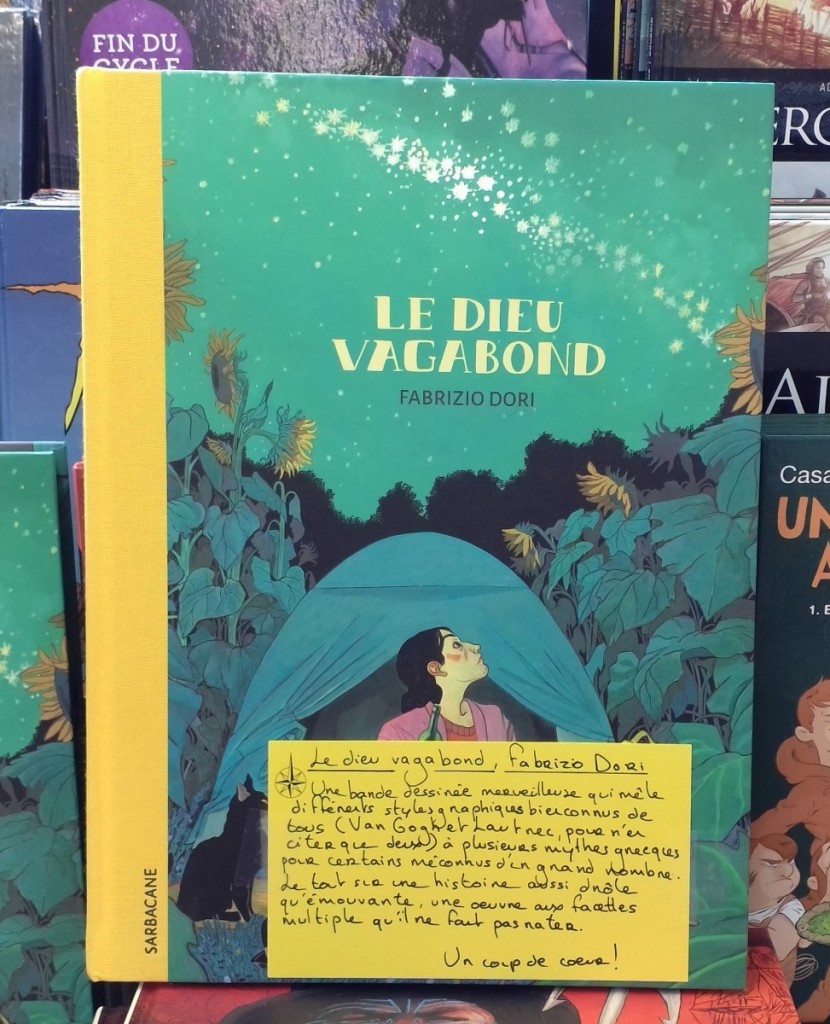 FIN DU
CYCLE
LE DIEU
VAGABOND
FABRIZIO DORI
Casa
UN
A
1. E
SARBACANE
Le dieu vagabond, Fabrizio Dori
Une bande dessinée merveilleuse qui mêle
différents styles graphiques bien connus de
tous (Van Gogh et Lautrec, pour n'en
citer que deux) à plusieurs mythes grecques
pour certains méconnus d'un grand nombre.
Le tout sur une histoire aussi drôle
qu'émouvante, une oeuvre aux facettes
multiple qu'il ne faut pas rater.
Un coup de coeur!